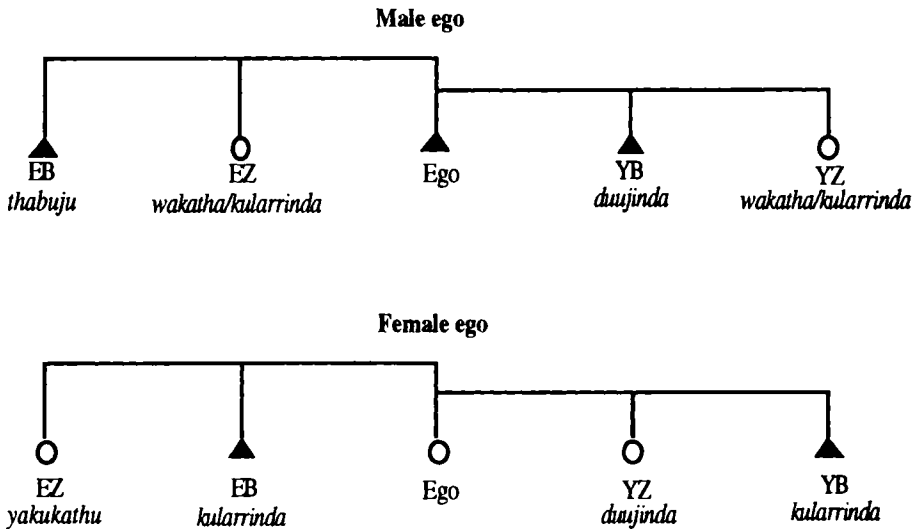 Male ego
EB EZ Ego YB YZ
thabuju wakatha/kularrinda duujinda wakatha/kularrinda
Female ego
EZ EB Ego YZ YB
yakukathu kularrinda duujinda kularrinda